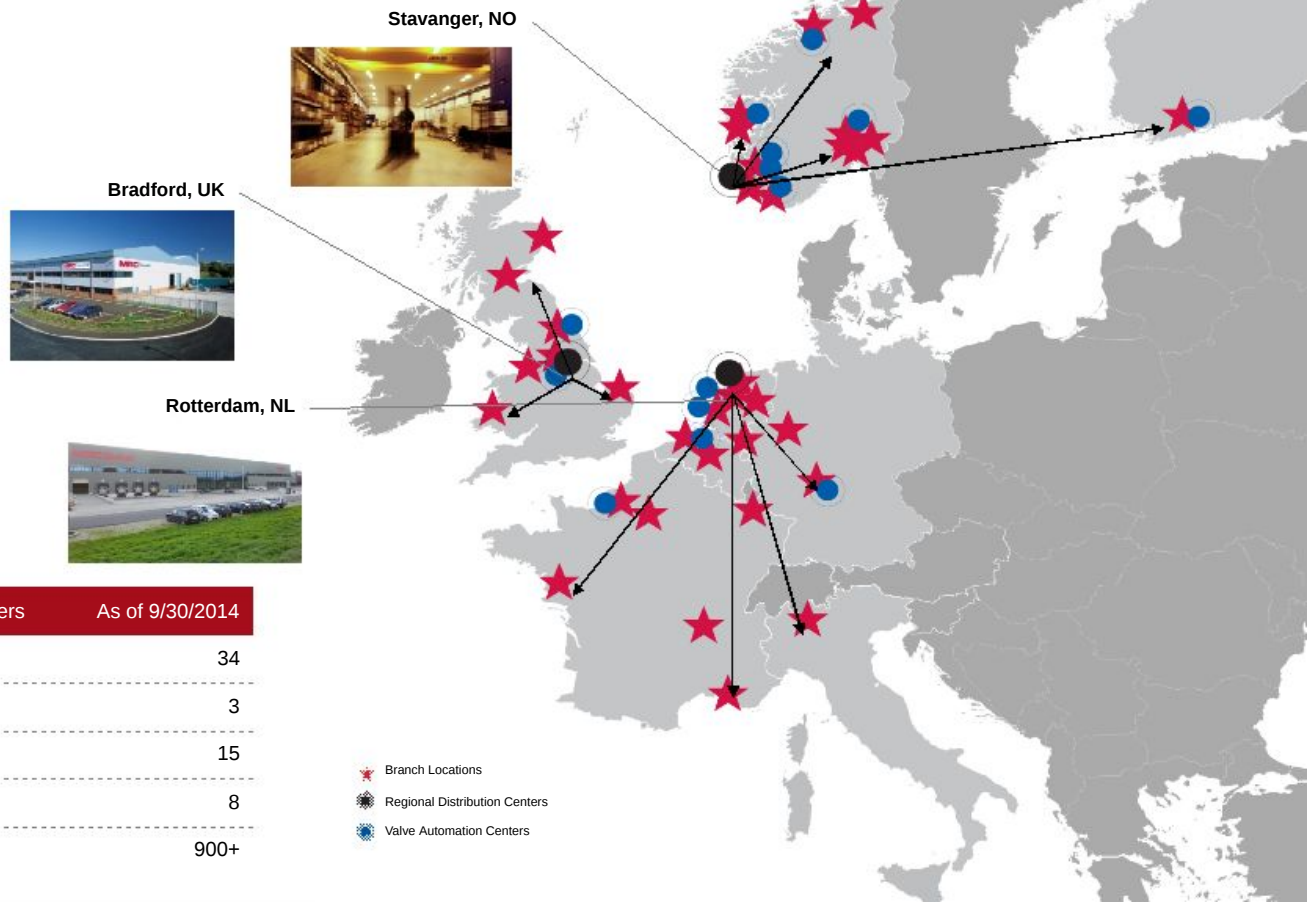 Stavanger, NO
Bradford, UK
MRC
Rotterdam, NL
ers As of 9/30/2014
34
3
15
8
900+
Branch Locations
Regional Distribution Centers
Valve Automation Centers